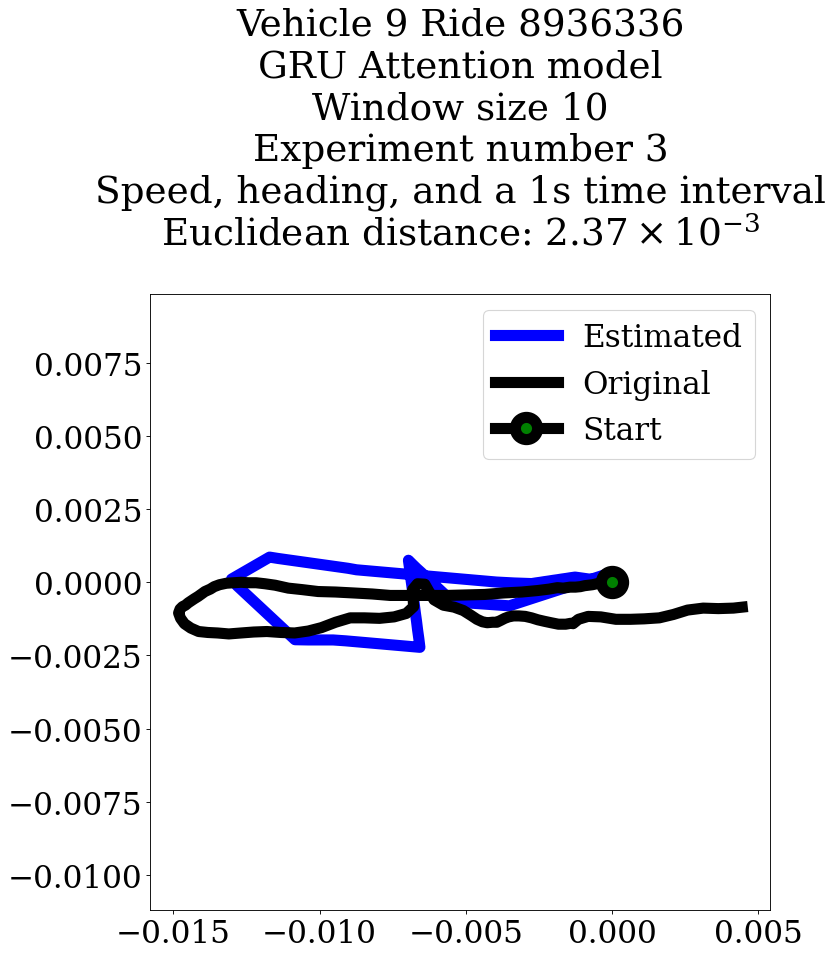 Vehicle 9 Ride 8936336
GRU Attention model
Window size 10
Experiment number 3
Speed, heading, and a 1s time interval
Euclidean distance: 2.37 × 10⁻³
Estimated
Original
Start
0.0075
0.0050
0.0025
0.0000
−0.0025
−0.0050
−0.0075
−0.0100
−0.015 −0.010 −0.005 0.000 0.005